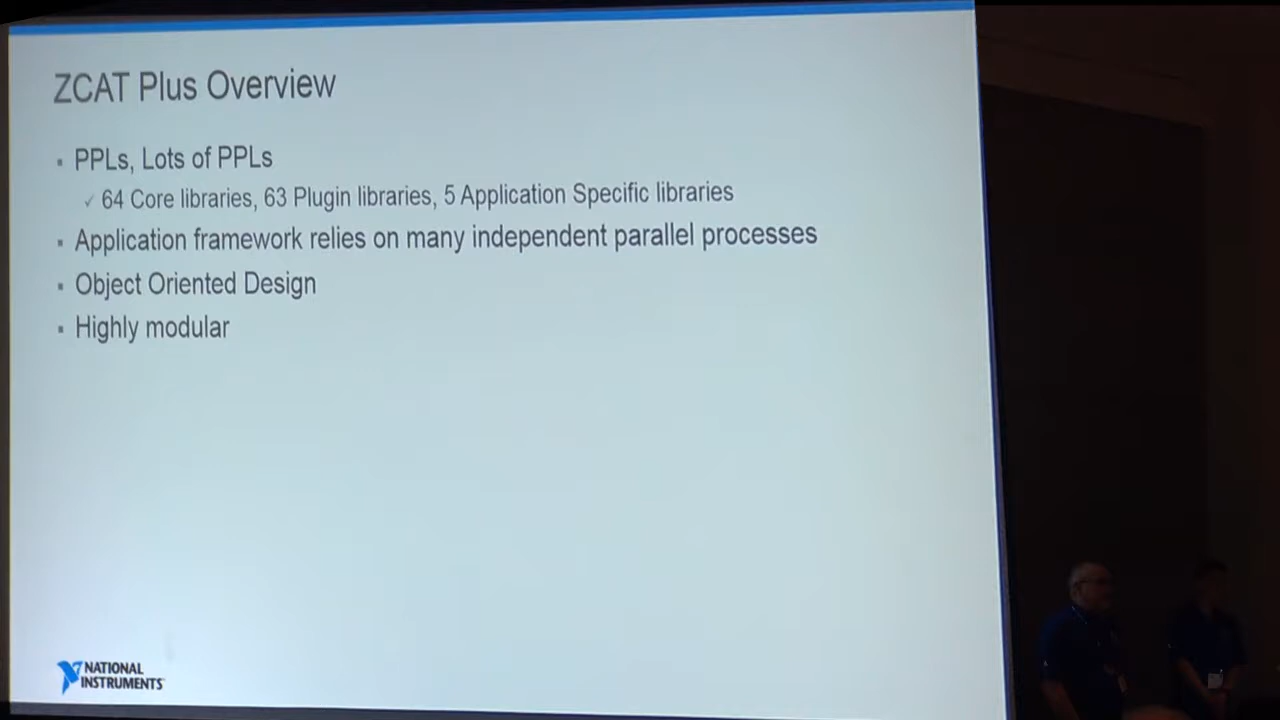 ZCAT Plus Overview
▪ PPLs, Lots of PPLs
✓ 64 Core libraries, 63 Plugin libraries, 5 Application Specific libraries
▪ Application framework relies on many independent parallel processes
▪ Object Oriented Design
▪ Highly modular
NATIONAL
INSTRUMENTS